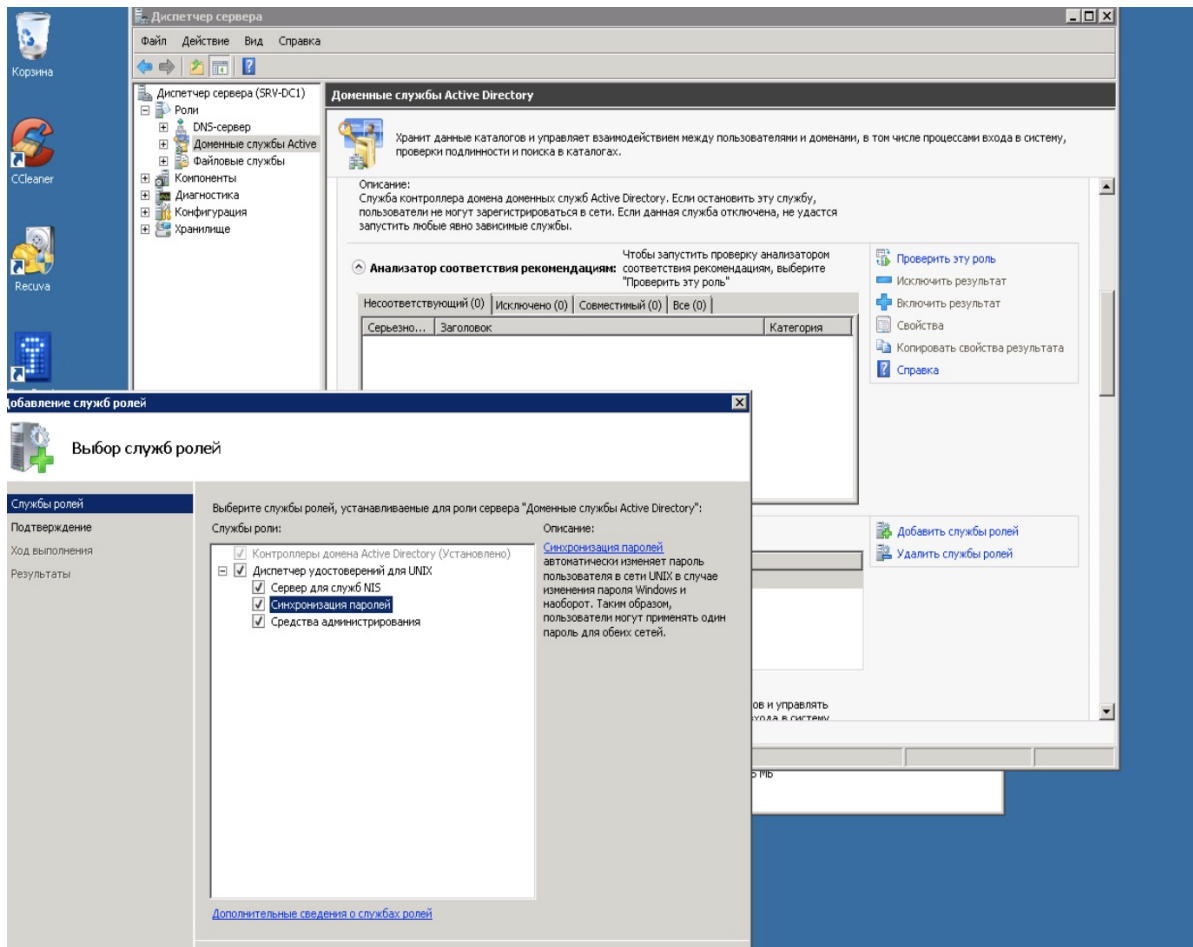 Диспетчер сервера
Файл Действие Вид Справка
Корзина
CCleaner
Recuva
Диспетчер сервера (SRV-DC1)
Роли
DNS-сервер
Доменные службы Active
Файловые службы
Компоненты
Диагностика
Конфигурация
Хранилище
Доменные службы Active Directory
Хранит данные каталогов и управляет взаимодействием между пользователями и доменами, в том числе процессами входа в систему,
проверки подлинности и поиска в каталогах.
Описание:
Служба контроллера домена доменных служб Active Directory. Если остановить эту службу,
пользователи не могут зарегистрироваться в сети. Если данная служба отключена, не удастся
запустить любые явно зависимые службы.
Анализатор соответствия рекомендациям:
Чтобы запустить проверку анализатором
соответствия рекомендациям, выберите
"Проверить эту роль"
Несоответствующий (0) Исключено (0) Совместимый (0) Все (0)
Серьезно... Заголовок Категория
Проверить эту роль
Исключить результат
Включить результат
Свойства
Копировать свойства результата
Справка
Добавить службы ролей
Удалить службы ролей
ов и управлять
хода в систему
Добавление служб ролей
Выбор служб ролей
Службы ролей
Подтверждение
Ход выполнения
Результаты
Выберите службы ролей, устанавливаемые для роли сервера "Доменные службы Active Directory":
Службы роли:
Контроллеры домена Active Directory (Установлено)
Диспетчер удостоверений для UNIX
Сервер для служб NIS
Синхронизация паролей
Средства администрирования
Описание:
Синхронизация паролей
автоматически изменяет пароль
пользователя в сети UNIX в случае
изменения пароля Windows и
наоборот. Таким образом,
пользователи могут применять один
пароль для обеих сетей.
Дополнительные сведения о службах ролей